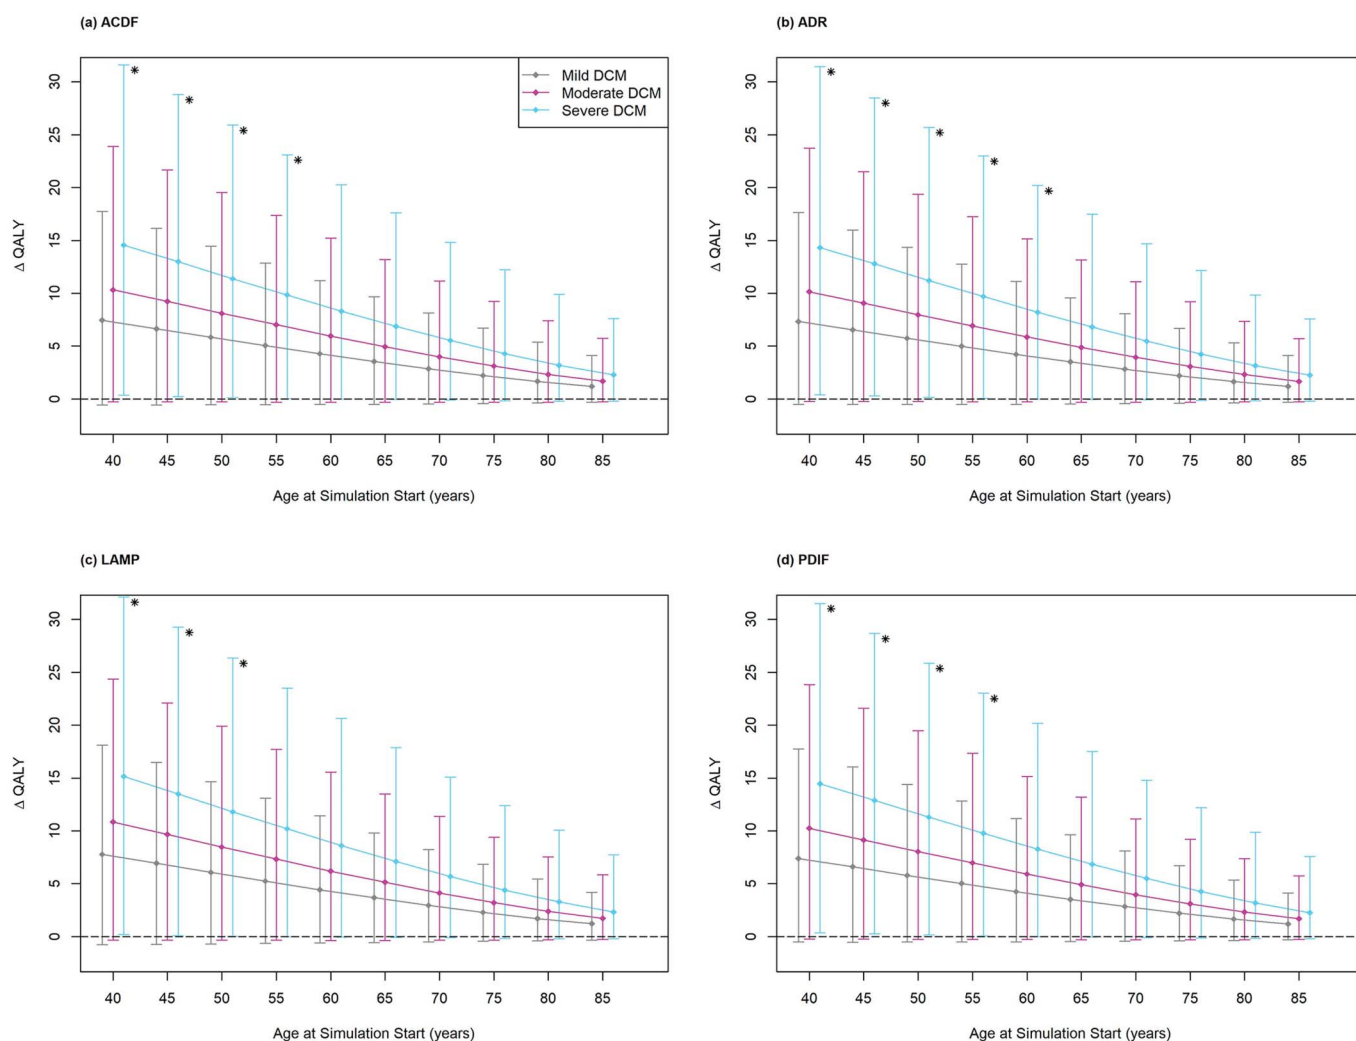 (a) ACDF
(b) ADR
Mild DCM
Moderate DCM
Severe DCM
*
*
*
*
*
*
*
*
*
30
25
20
15
10
5
0
Δ QALY
40 45 50 55 60 65 70 75 80 85
Age at Simulation Start (years)
30
25
20
15
10
5
0
Δ QALY
40 45 50 55 60 65 70 75 80 85
Age at Simulation Start (years)
(c) LAMP
(d) PDIF
*
*
*
*
*
*
*
30
25
20
15
10
5
0
Δ QALY
40 45 50 55 60 65 70 75 80 85
Age at Simulation Start (years)
30
25
20
15
10
5
0
Δ QALY
40 45 50 55 60 65 70 75 80 85
Age at Simulation Start (years)